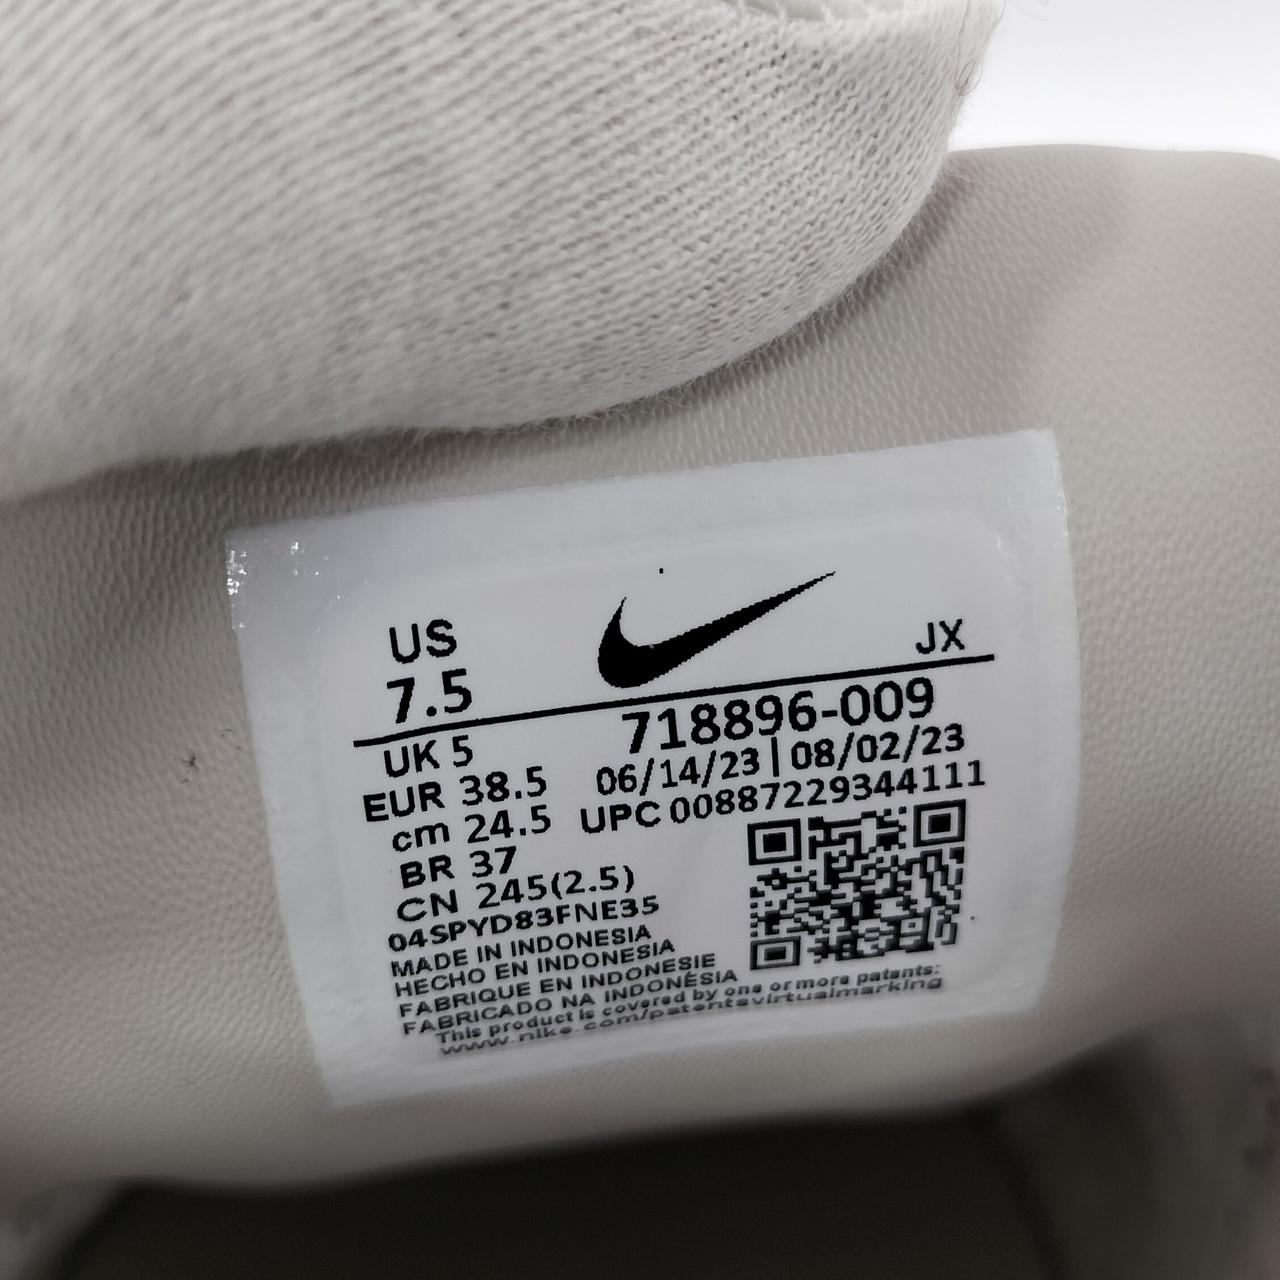 US
7.5
JX
718896-009
06/14/23 | 08/02/23
UPC 00887229344111
UK 5
EUR 38.5
cm 24.5
BR 37
CN 245(2.5)
04SPYD83FNE35
MADE IN INDONESIA
HECHO EN INDONESIA
FABRIQUE EN INDONESIE
FABRICADO NA INDONÉSIA
This product is covered by one or more patents:
www.nike.com/patentsvirtualmarking